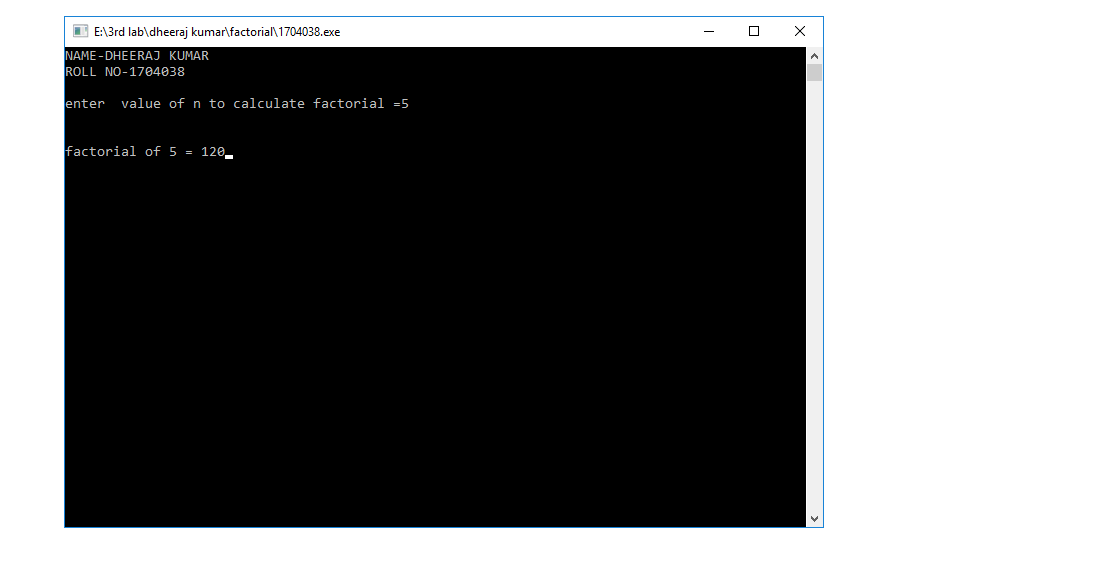 E:\3rd lab\dheeraj kumar\factorial\1704038.exe
NAME-DHEERAJ KUMAR
ROLL NO-1704038
enter  value of n to calculate factorial =5
factorial of 5 = 120